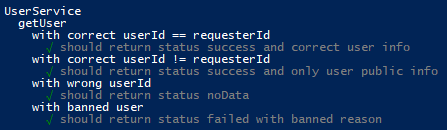 UserService
getUser
with correct userId == requesterId
√ should return status success and correct user info
with correct userId != requesterId
√ should return status success and only user public info
with wrong userId
√ should return status noData
with banned user
√ should return status failed with banned reason